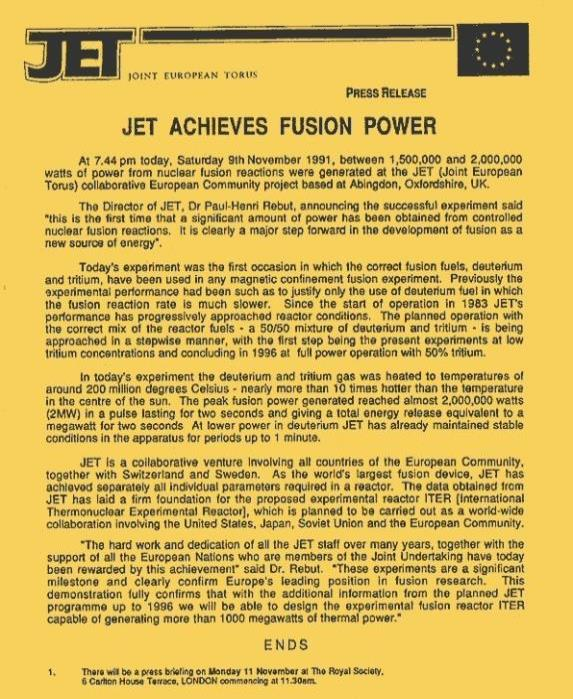 JET
JOINT EUROPEAN TORUS
PRESS RELEASE
JET ACHIEVES FUSION POWER
At 7.44 pm today, Saturday 9th November 1991, between 1,500,000 and 2,000,000
watts of power from nuclear fusion reactions were generated at the JET (Joint European
Torus) collaborative European Community project based at Abingdon, Oxfordshire, UK.
The Director of JET, Dr Paul-Henri Rebut, announcing the successful experiment said
"this is the first time that a significant amount of power has been obtained from controlled
nuclear fusion reactions. It is clearly a major step forward in the development of fusion as a
new source of energy".
Today's experiment was the first occasion in which the correct fusion fuels, deuterium
and tritium, have been used in any magnetic confinement fusion experiment. Previously the
experimental performance had been such as to justify only the use of deuterium fuel in which
the fusion reaction rate is much slower. Since the start of operation in 1983 JET's
performance has progressively approached reactor conditions. The planned operation with
the correct mix of the reactor fuels - a 50/50 mixture of deuterium and tritium - is being
approached in a stepwise manner, with the first step being the present experiments at low
tritium concentrations and concluding in 1996 at full power operation with 50% tritium.
In today's experiment the deuterium and tritium gas was heated to temperatures of
around 200 million degrees Celsius - nearly more than 10 times hotter than the temperature
in the centre of the sun. The peak fusion power generated reached almost 2,000,000 watts
(2MW) in a pulse lasting for two seconds and giving a total energy release equivalent to a
megawatt for two seconds At lower power in deuterium JET has already maintained stable
conditions in the apparatus for periods up to 1 minute.
JET is a collaborative venture involving all countries of the European Community,
together with Switzerland and Sweden. As the world's largest fusion device, JET has
achieved separately all individual parameters required in a reactor. The data obtained from
JET has laid a firm foundation for the proposed experimental reactor ITER [International
Thermonuclear Experimental Reactor], which is planned to be carried out as a world-wide
collaboration involving the United States, Japan, Soviet Union and the European Community.
"The hard work and dedication of all the JET staff over many years, together with the
support of all the European Nations who are members of the Joint Undertaking have today
been rewarded by this achievement" said Dr. Rebut. "These experiments are a significant
milestone and clearly confirm Europe's leading position in fusion research. This
demonstration fully confirms that with the additional information from the planned JET
programme up to 1996 we will be able to design the experimental fusion reactor ITER
capable of generating more than 1000 megawatts of thermal power."
ENDS
1. There will be a press briefing on Monday 11 November at The Royal Society,
6 Carlton House Terrace, LONDON commencing at 11.30am.